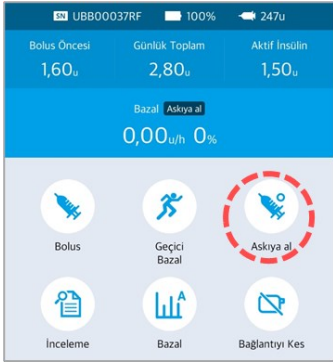 SN UBB00037RF 100% 247u
Bolus Öncesi Günlük Toplam Aktif İnsülin
1,60u 2,80u 1,50u
Bazal Askıya al
0,00u/h 0%
Bolus Geçici Bazal Askıya al
A
İnceleme Bazal Bağlantıyı Kes